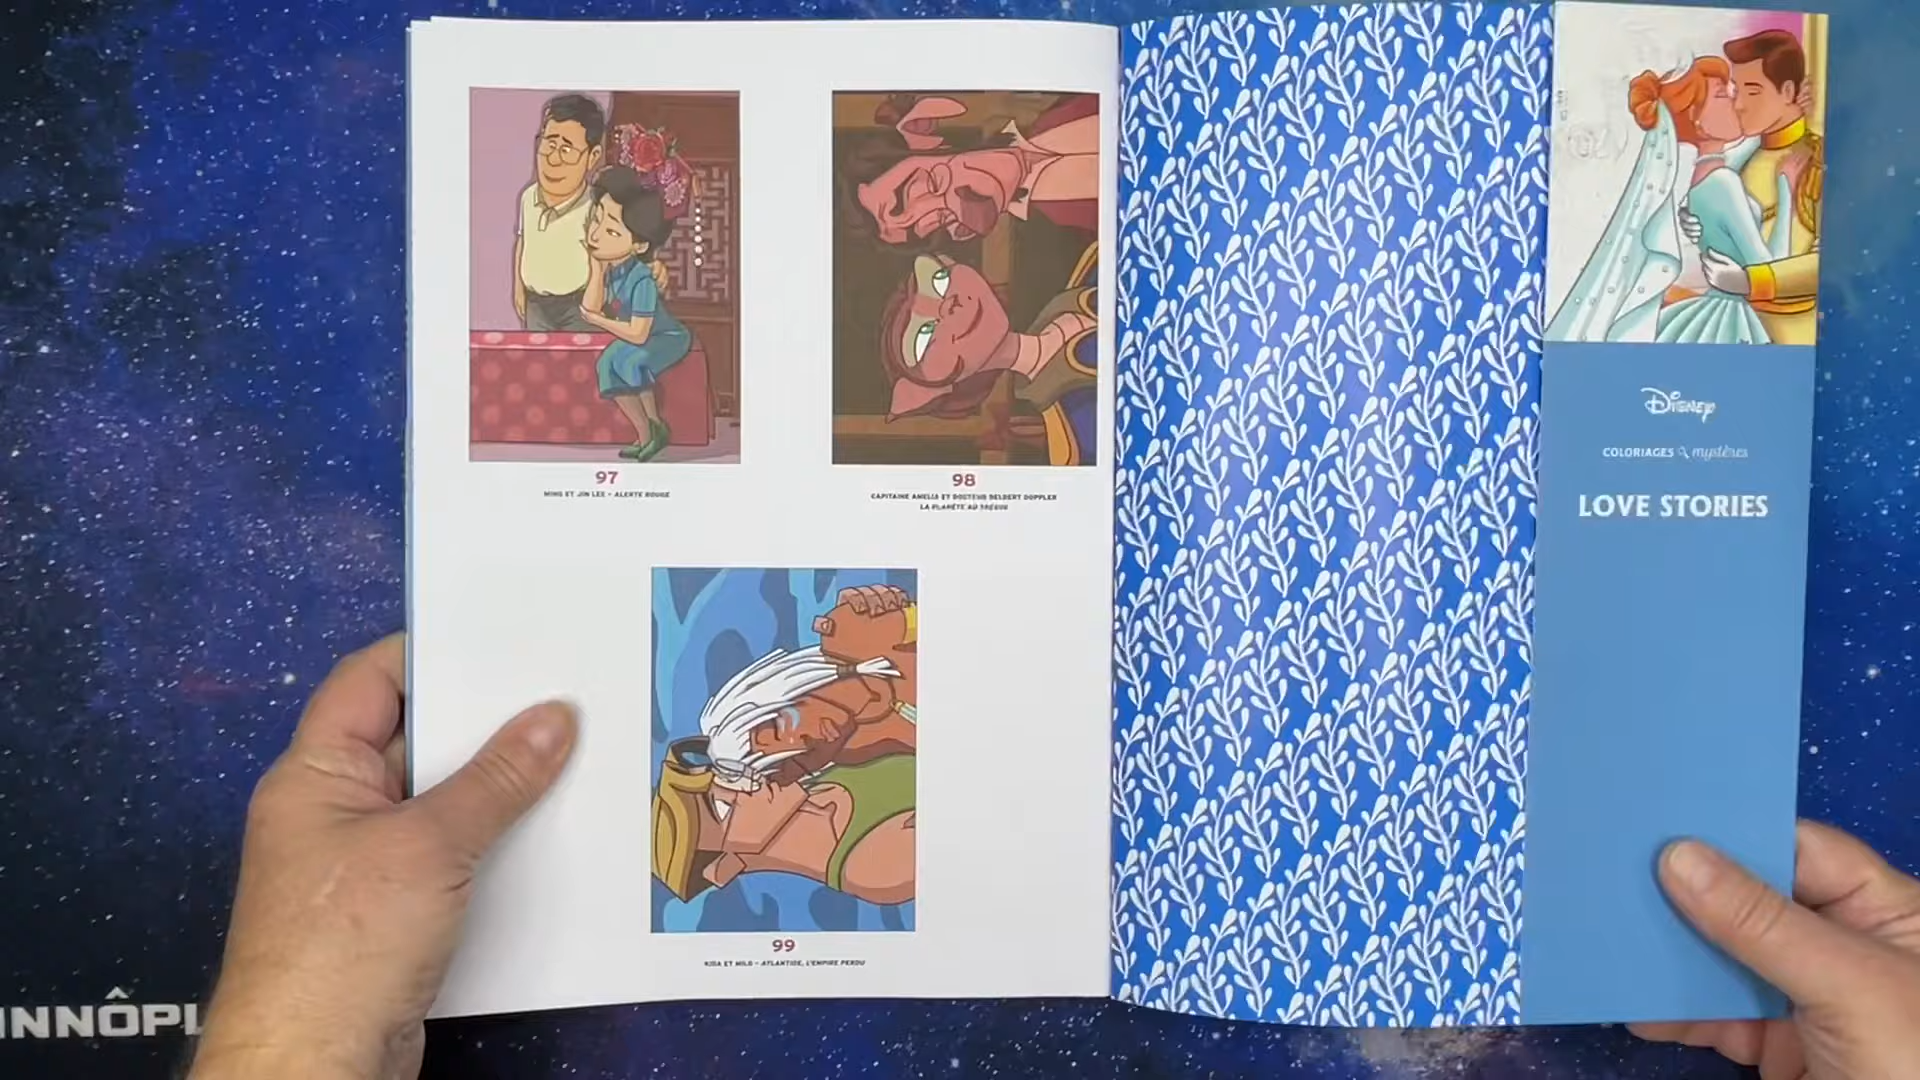 97
MING ET JIN LEE - ALERTE ROUGE
98
CAPITAINE AMELIA ET DOCTEUR DELBERT DOPPLER
LA PLANÈTE AU TRÉSOR
99
KIDA ET MILO - ATLANTIDE, L'EMPIRE PERDU
Disney
COLORIAGES mystères
LOVE STORIES
INNÔPL